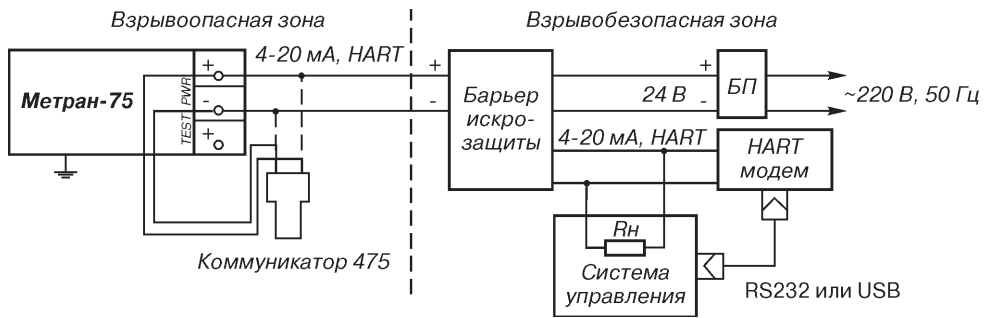 Взрывоопасная зона
Взрывобезопасная зона
4-20 мА, HART
Метран-75
PWR
TEST
+
-
+
+
-
Барьер
искро-
защиты
+
24 В
-
БП
~220 В, 50 Гц
4-20 мА, HART
HART
модем
Rн
Система
управления
Коммуникатор 475
RS232 или USB